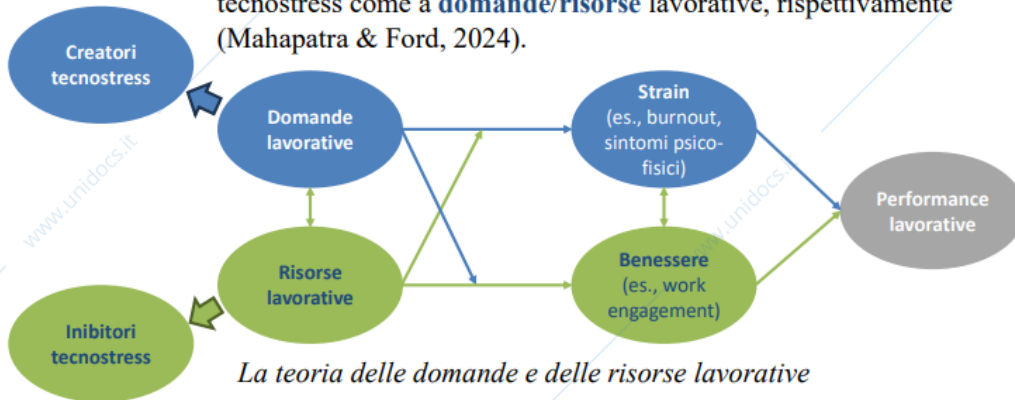 tecnostress come a domande/risorse lavorative, rispettivamente
(Mahapatra & Ford, 2024).
Creatori
tecnostress
Domande
lavorative
Strain
(es., burnout,
sintomi psico-
fisici)
Performance
lavorative
Risorse
lavorative
Benessere
(es., work
engagement)
Inibitori
tecnostress
La teoria delle domande e delle risorse lavorative
www.unidocs.it
www.unidocs.